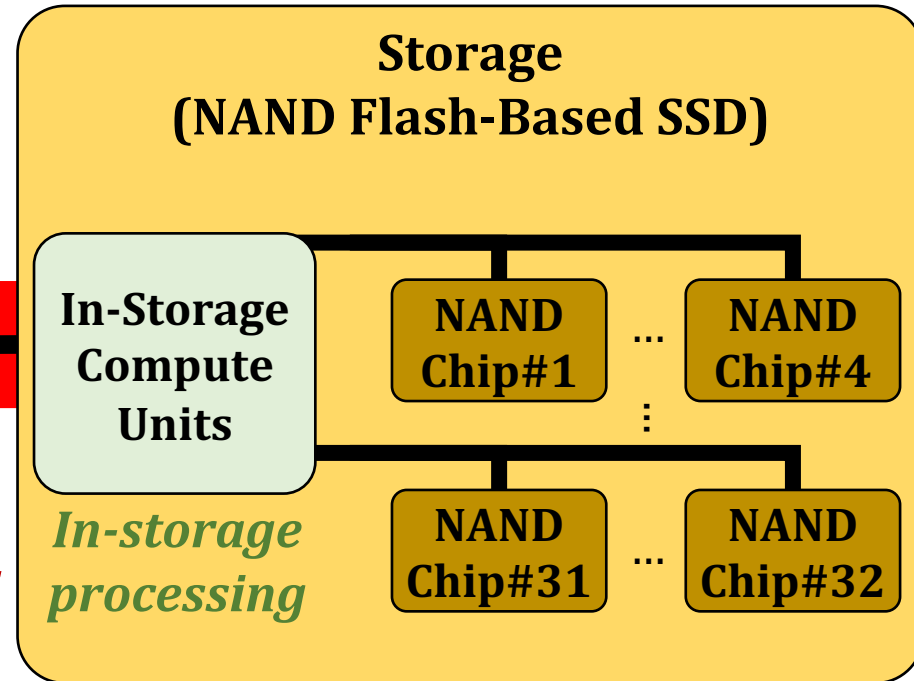 Storage
(NAND Flash-Based SSD)
In-Storage
Compute
Units
NAND
Chip#1
...
NAND
Chip#4
...
NAND
Chip#31
...
NAND
Chip#32
In-storage
processing